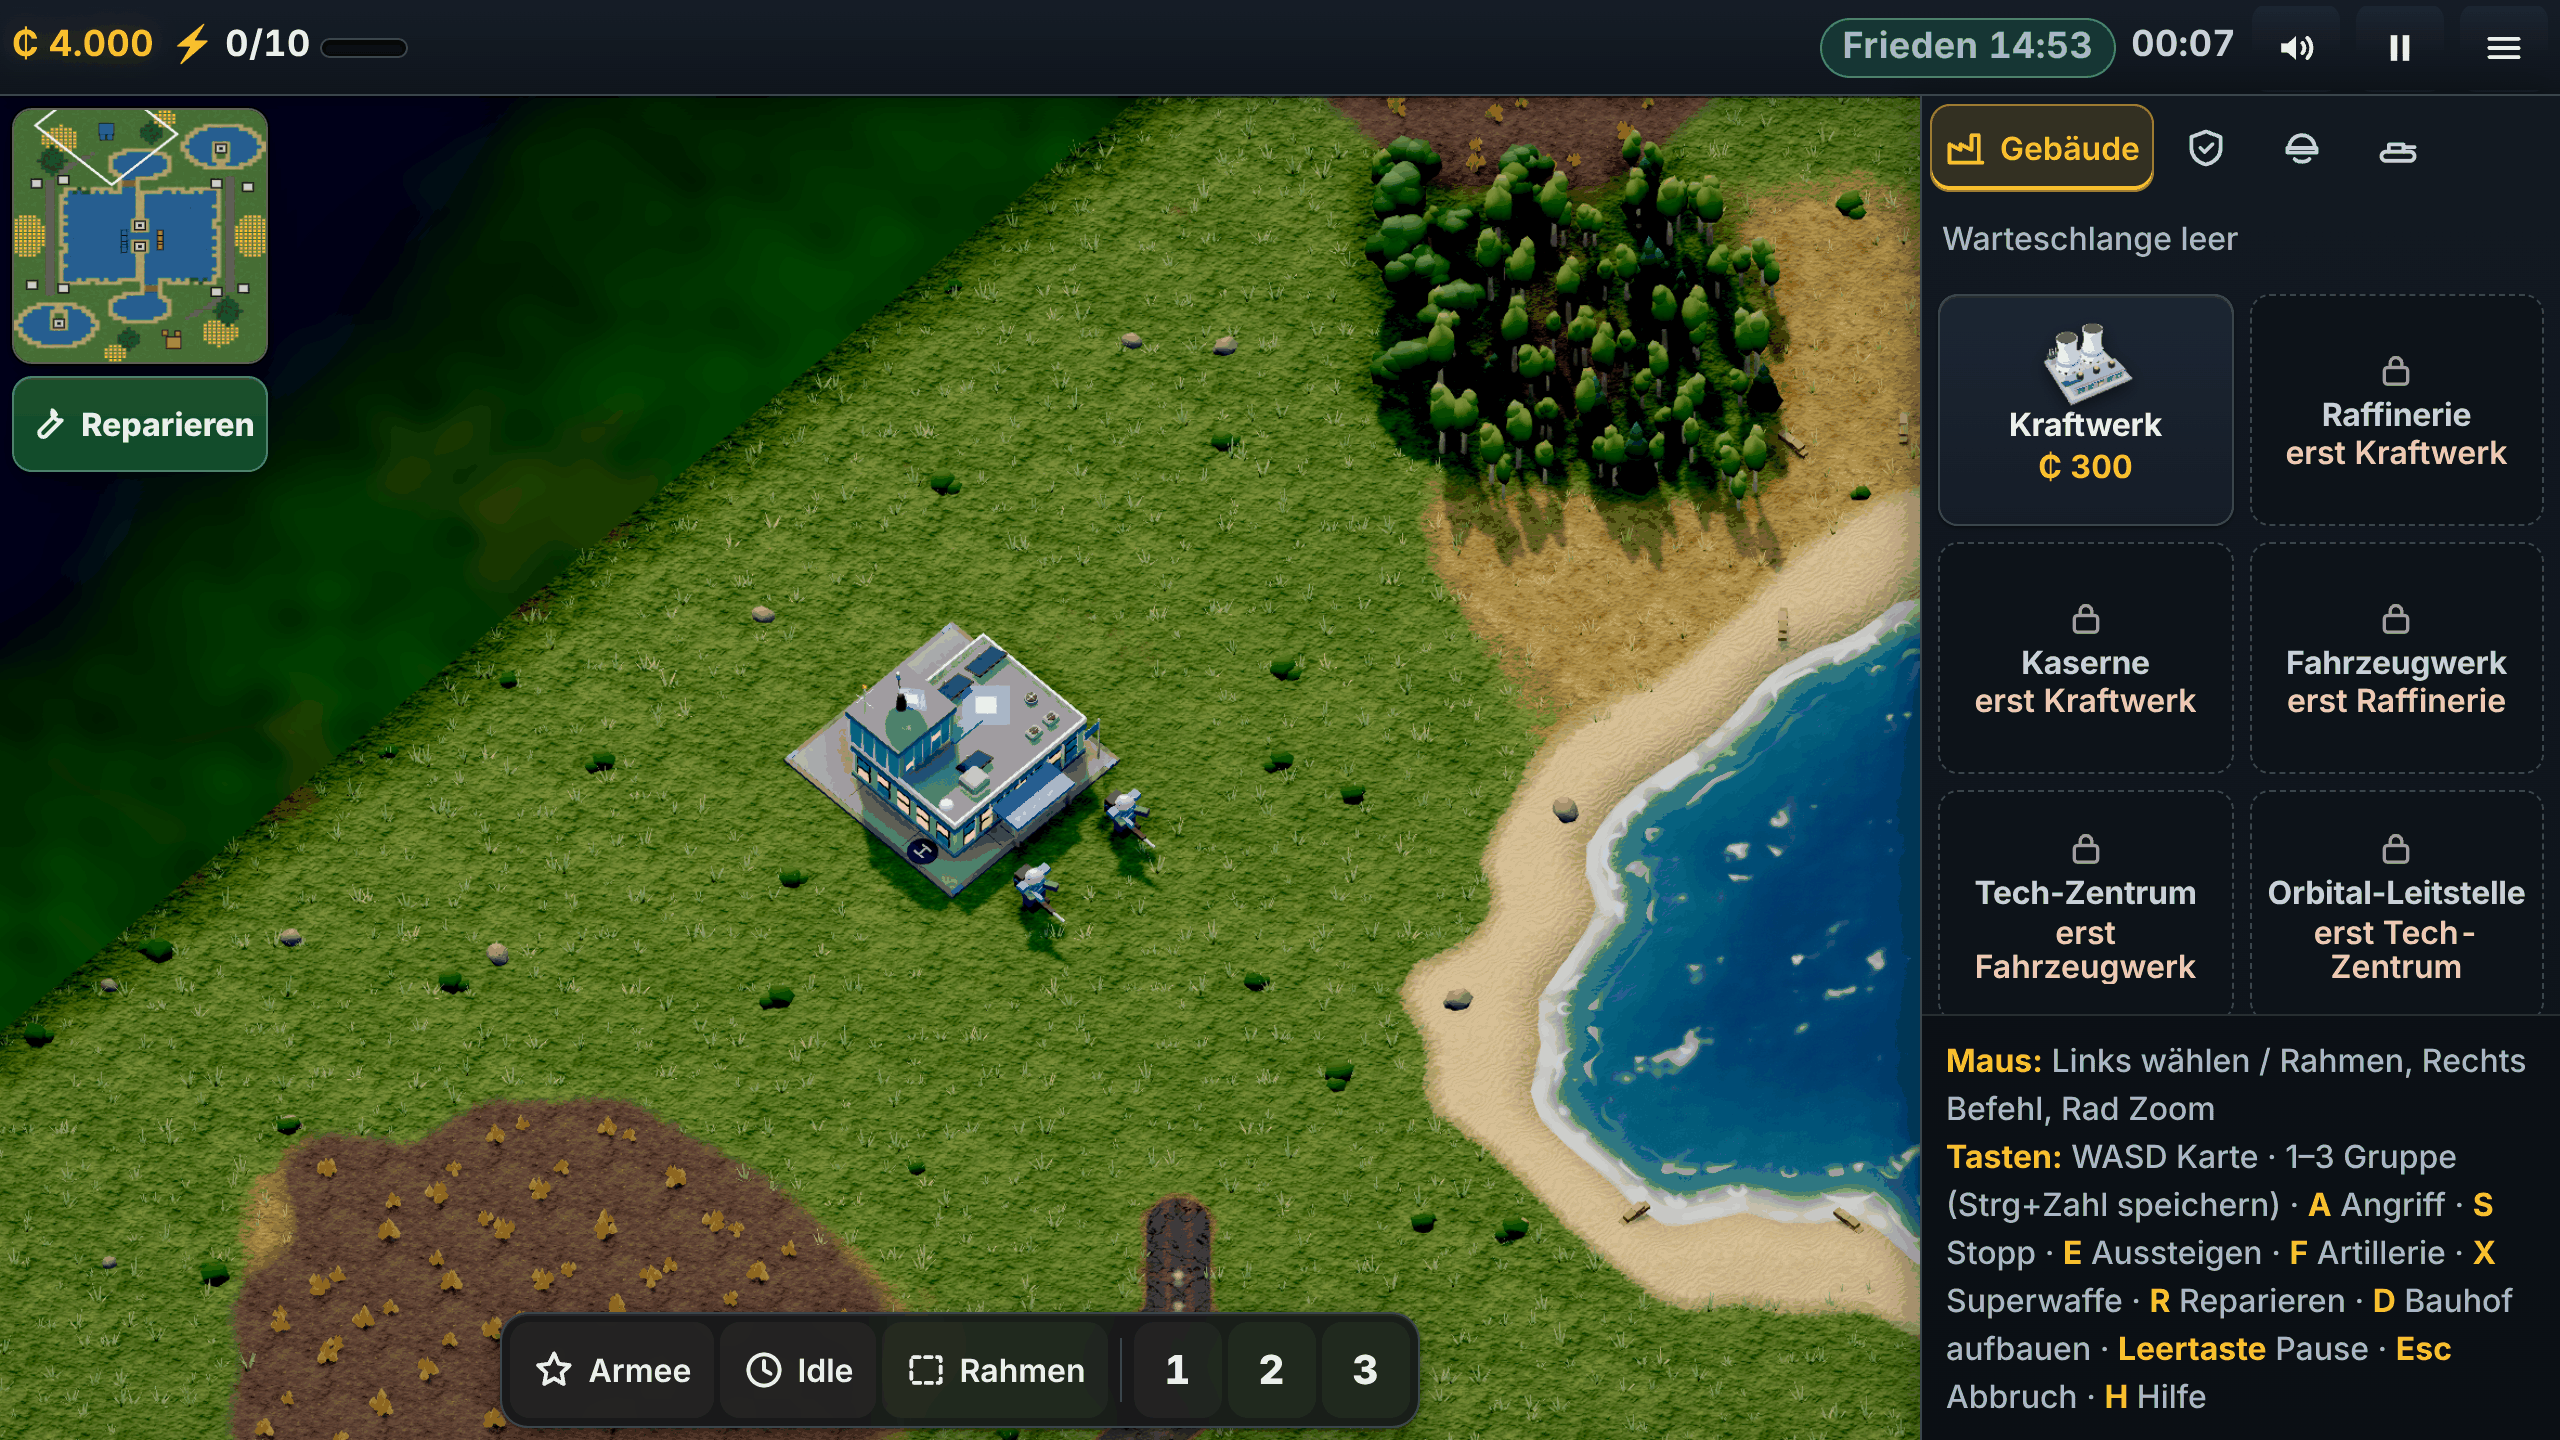 ₵ 4.000 ⚡ 0/10
Frieden 14:53 00:07
Reparieren
Gebäude
Warteschlange leer
Kraftwerk
₵ 300
Raffinerie
erst Kraftwerk
Kaserne
erst Kraftwerk
Fahrzeugwerk
erst Raffinerie
Tech-Zentrum
erst
Fahrzeugwerk
Orbital-Leitstelle
erst Tech-
Zentrum
Maus: Links wählen / Rahmen, Rechts
Befehl, Rad Zoom
Tasten: WASD Karte · 1–3 Gruppe
(Strg+Zahl speichern) · A Angriff · S
Stopp · E Aussteigen · F Artillerie · X
Superwaffe · R Reparieren · D Bauhof
aufbauen · Leertaste Pause · Esc
Abbruch · H Hilfe
Armee Idle Rahmen 1 2 3